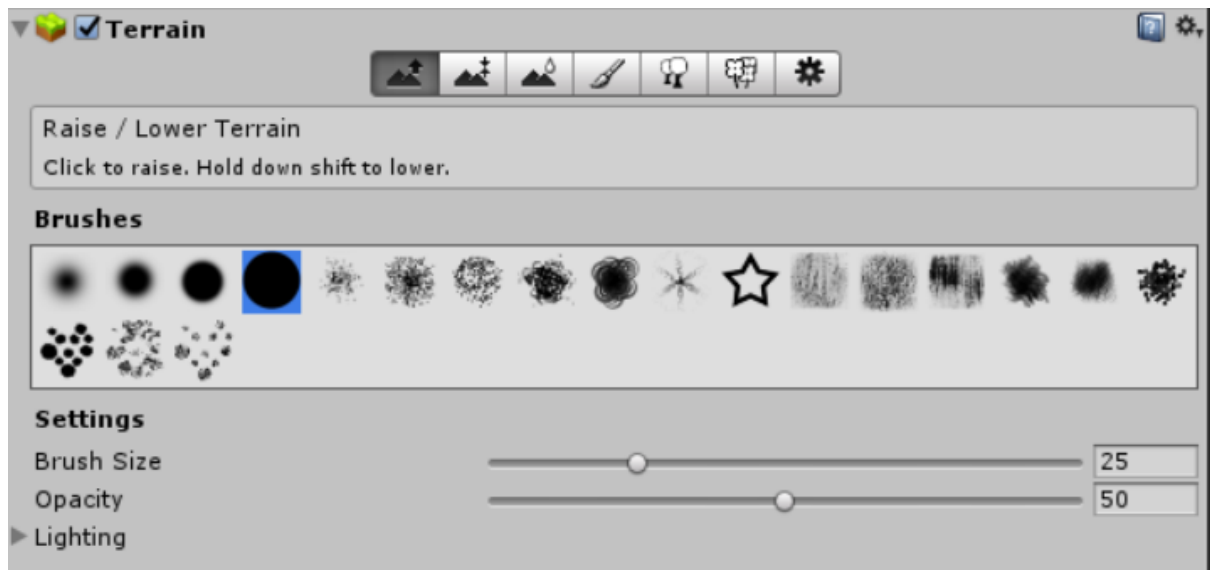 Terrain
Raise / Lower Terrain
Click to raise. Hold down shift to lower.
Brushes
Settings
Brush Size 25
Opacity 50
Lighting